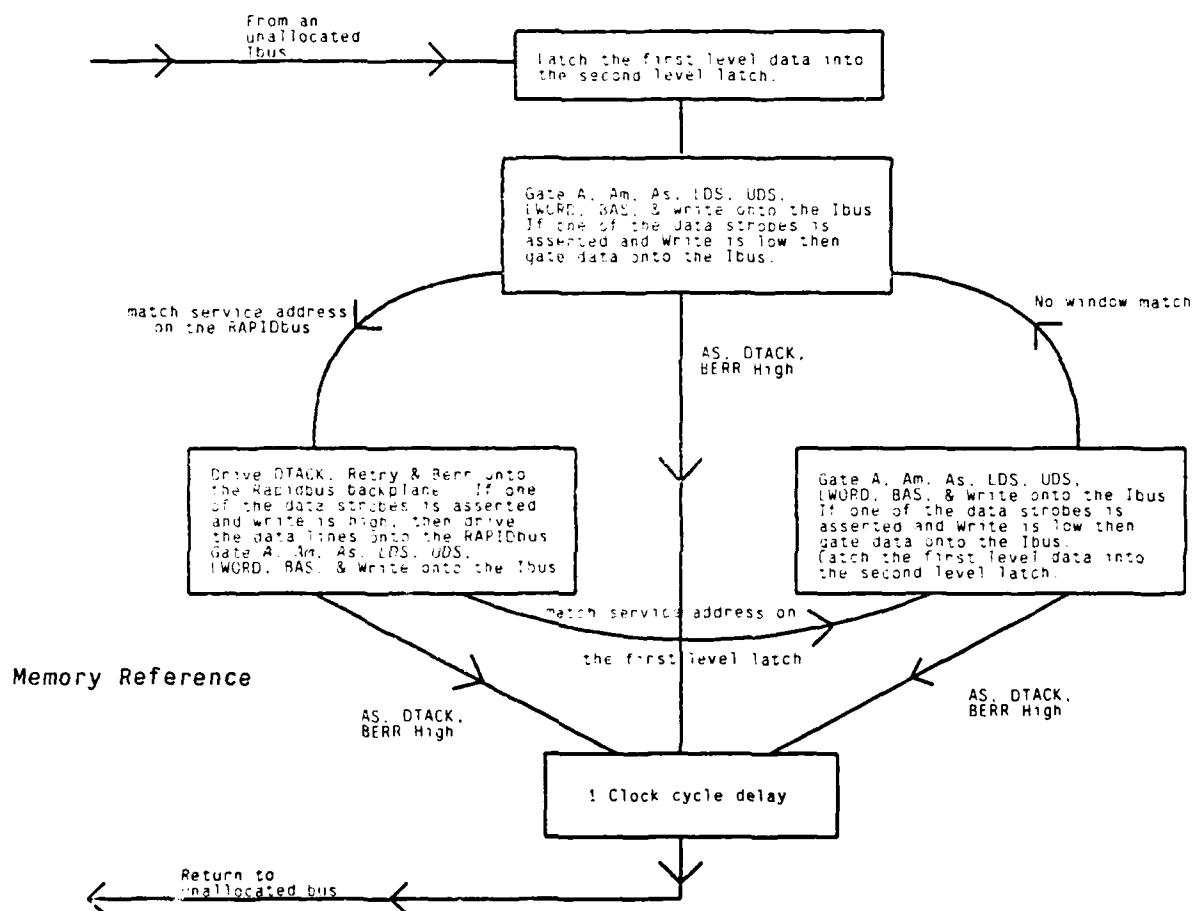 From an
unallocated
Ibus
Latch the first level data into
the second level latch.
Gate A, Am, As, LDS, UDS,
LWORD, BAS, & Write onto the Ibus
If one of the data strobes is
asserted and Write is low then
gate data onto the Ibus.
match service address
on the RAPIDbus
No window match
AS, DTACK,
BERR High
Drive DTACK, Retry & Berr onto
the Rapidbus backplane. If one
of the data strobes is asserted
and write is high, then drive
the data lines onto the RAPIDbus
Gate A, Am, As, LDS, UDS,
LWORD, BAS, & Write onto the Ibus
Gate A, Am, As, LDS, UDS,
LWORD, BAS, & Write onto the Ibus
If one of the data strobes is
asserted and Write is low then
gate data onto the Ibus.
Latch the first level data into
the second level latch.
match service address on
the first level latch
Memory Reference
AS, DTACK,
BERR High
AS, DTACK,
BERR High
1 Clock cycle delay
Return to
unallocated bus